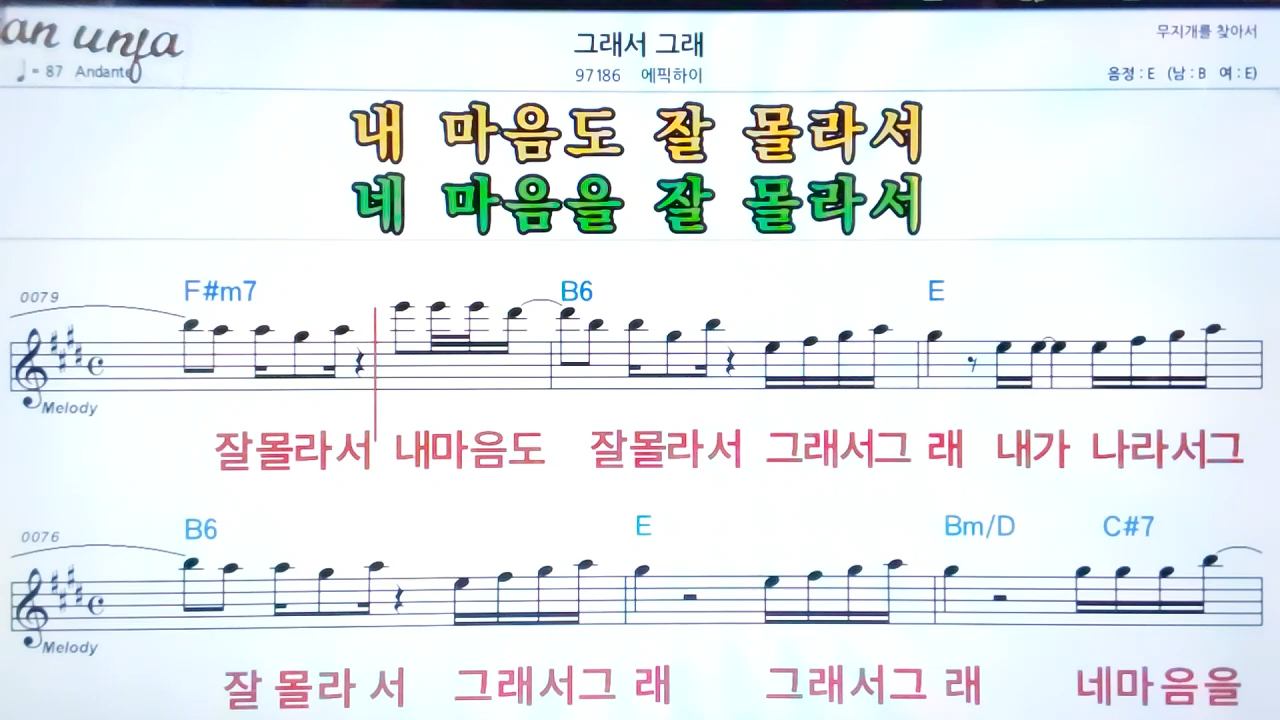 an unja
♩= 87 Andante
그래서 그래
97186 에픽하이
무지개를 찾아서
음정 : E (남 : B 여 : E)
내 마음도 잘 몰라서
네 마음을 잘 몰라서
0079
F#m7 B6 E
Melody
잘몰라서 내마음도 잘몰라서 그래서그 래 내가 나라서그
0076
B6 E Bm/D C#7
Melody
잘 몰라 서 그래서그 래 그래서그 래 네마음을